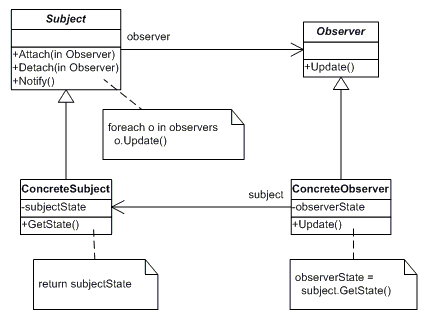 Subject
+Attach(in Observer)
+Detach(in Observer)
+Notify()
observer
Observer
+Update()
foreach o in observers
o.Update()
ConcreteSubject
-subjectState
+GetState()
subject
ConcreteObserver
-observerState
+Update()
return subjectState
observerState =
subject.GetState()